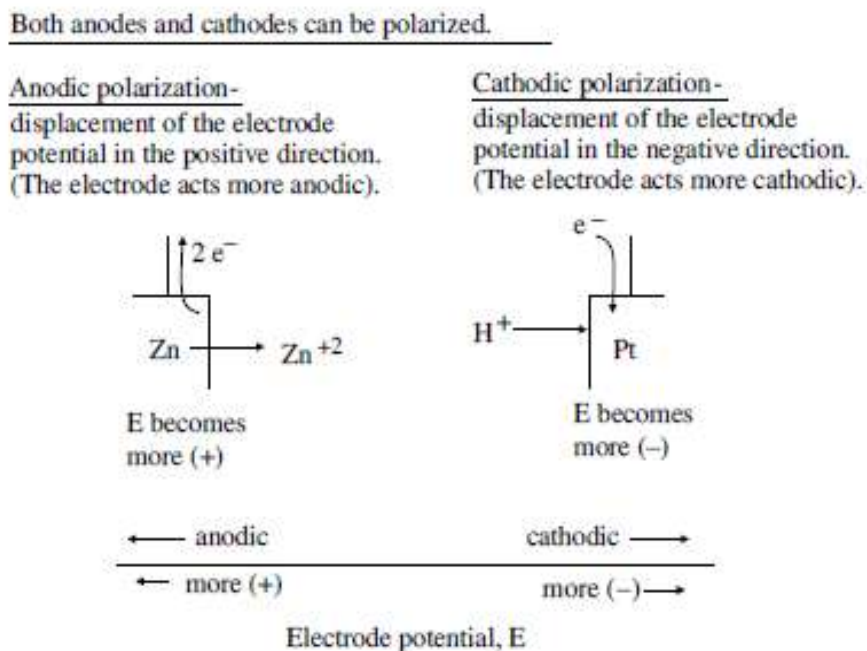 Both anodes and cathodes can be polarized.
Anodic polarization-
displacement of the electrode
potential in the positive direction.
(The electrode acts more anodic).
Cathodic polarization-
displacement of the electrode
potential in the negative direction.
(The electrode acts more cathodic).
2 e⁻
Zn
Zn +2
E becomes
more (+)
e⁻
H⁺
Pt
E becomes
more (–)
anodic
cathodic
more (+)
more (–)
Electrode potential, E